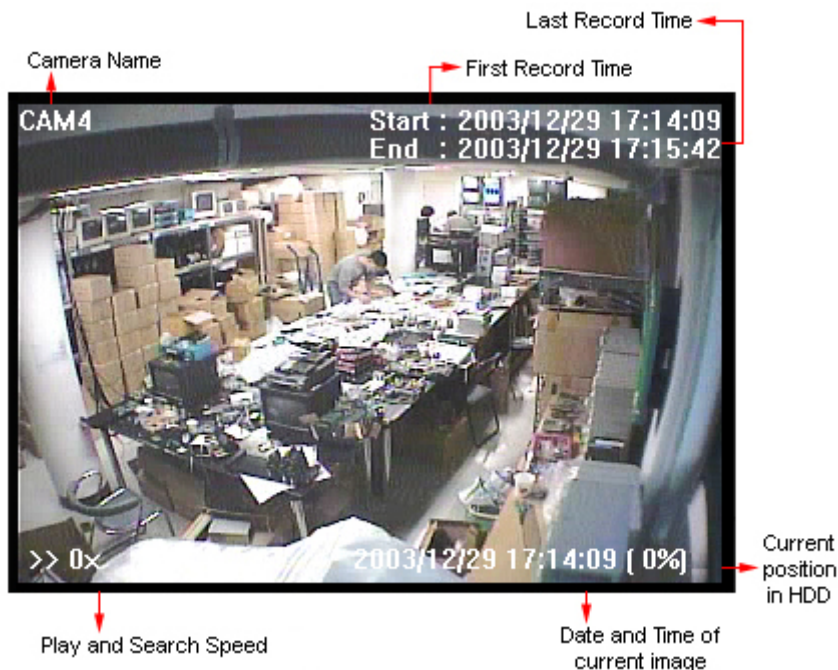 Last Record Time
Camera Name
First Record Time
CAM4
Start : 2003/12/29 17:14:09
End : 2003/12/29 17:15:42
>> 0x
2003/12/29 17:14:09 ( 0%)
Current
position
in HDD
Play and Search Speed
Date and Time of
current image